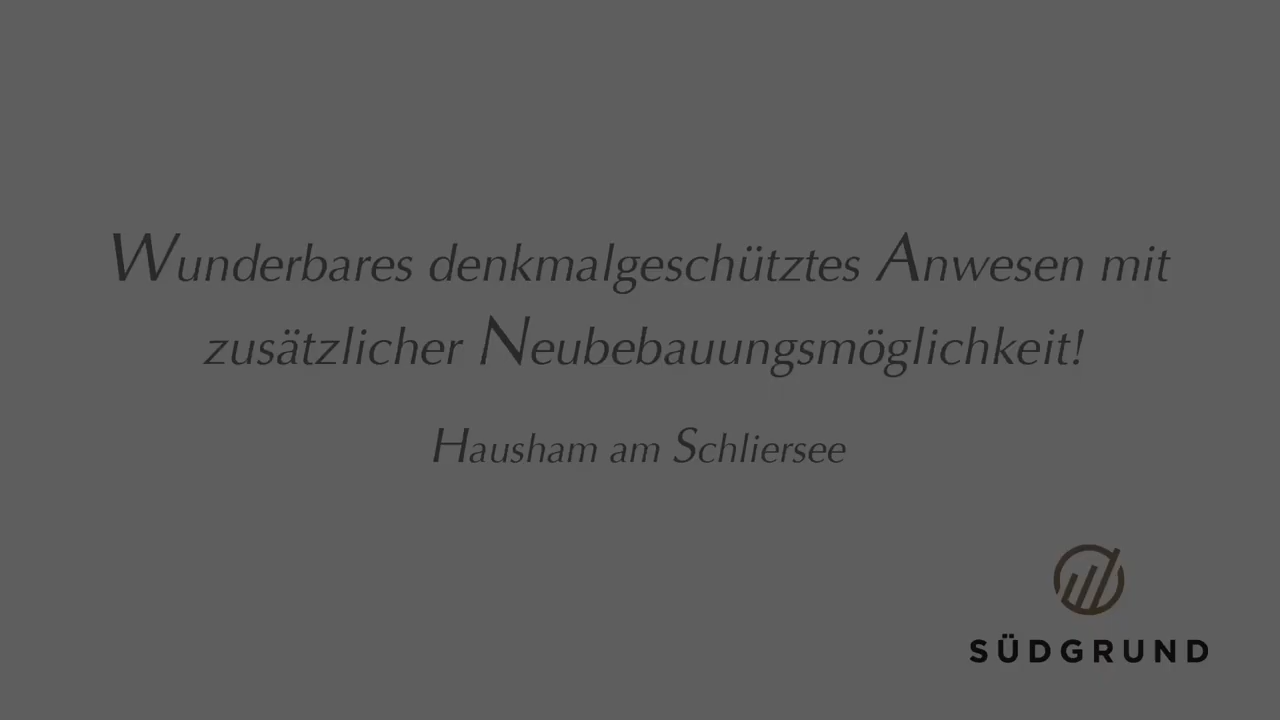 Wunderbares denkmalgeschütztes Anwesen mit
zusätzlicher Neubebauungsmöglichkeit!
Hausham am Schliersee
SÜDGRUND